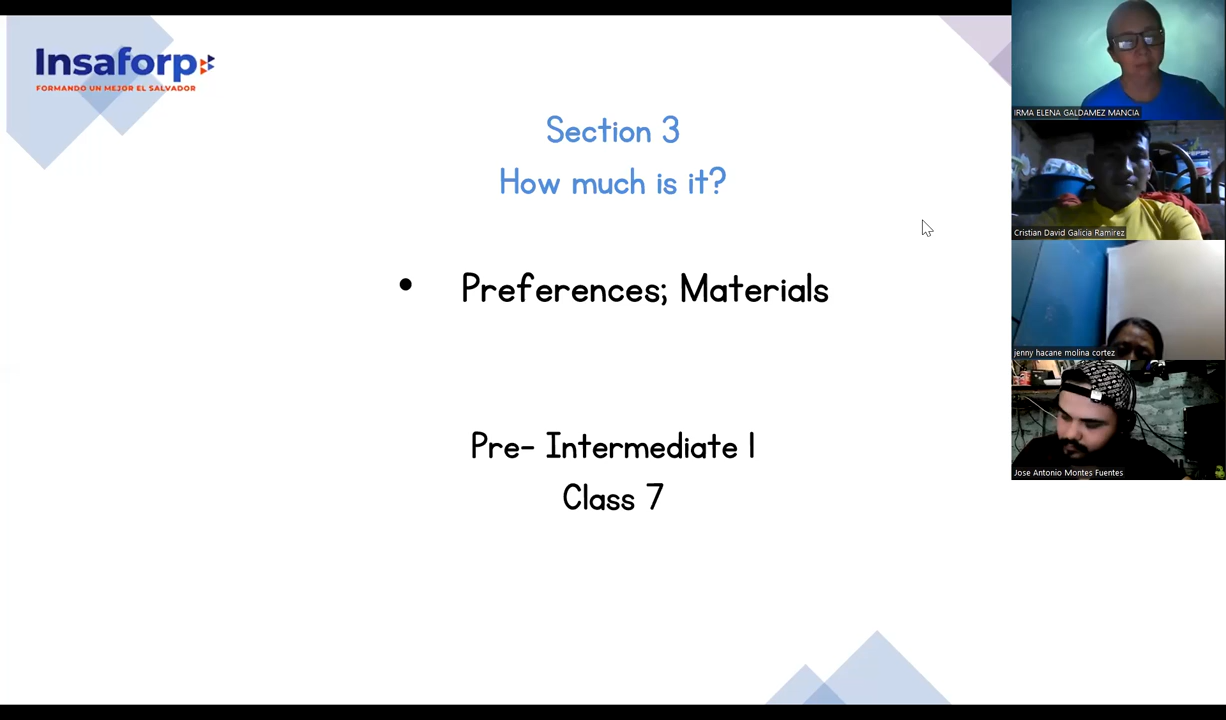 Insaforp
FORMANDO UN MEJOR EL SALVADOR
Section 3
How much is it?
• Preferences; Materials
Pre- Intermediate I
Class 7
IRMA ELENA GALDAMEZ MANCIA
Cristian David Galicia Ramirez
jenny hacane molina cortez
Jose Antonio Montes Fuentes